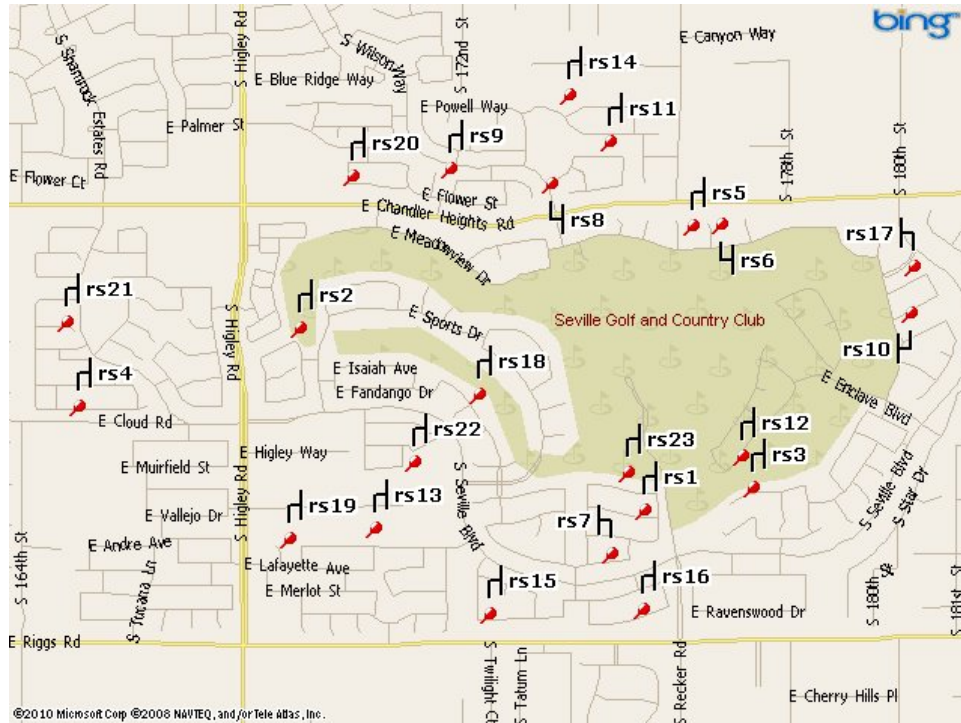 bing
E Canyon Way
S Wilson Way
S 172nd St
S Higley Rd
S Shamrock Estates Rd
E Blue Ridge Way
rs14
E Powell Way
rs11
E Palmer St
rs20
rs9
S 178th St
S 180th St
E Flower Ct
E Flower St
rs5
E Chandler Heights Rd
rs8
rs17
E Meadowview Dr
rs6
rs21
rs2
S Higley Rd
E Sports Dr
Seville Golf and Country Club
rs10
rs18
E Isaiah Ave
rs4
E Fandango Dr
E Enclave Blvd
E Cloud Rd
rs22
rs12
rs23
E Higley Way
rs3
E Muirfield St
S Seville Blvd
rs1
S Seville Blvd
S Star Dr
S Higley Rd
rs19
rs13
E Vallejo Dr
rs7
E Andre Ave
S 164th St
E Lafayette Ave
rs15
rs16
E Merlot St
S 180th
E Ravenswood Dr
S 181st
E Riggs Rd
S Twilight
S Tatum Ln
S Recker Rd
E Cherry Hills Pl
©2010 Microsoft Corp ©2008 NAVTEQ, and/or Tele Atlas, Inc.